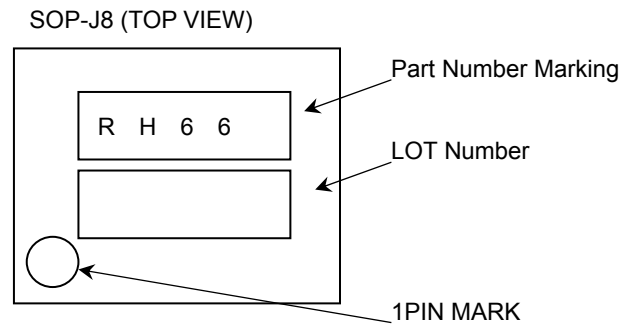 SOP-J8 (TOP VIEW)
Part Number Marking
R H 6 6
LOT Number
1PIN MARK